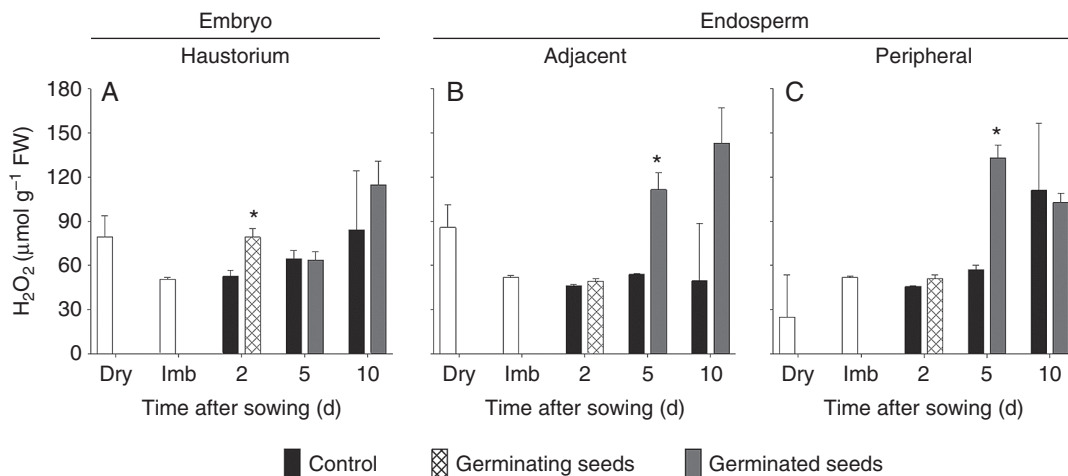 Embryo
Endosperm
Haustorium
Adjacent
Peripheral
A
B
C
H₂O₂ (μmol g⁻¹ FW)
180
150
120
90
60
30
0
*
*
*
Dry Imb 2 5 10
Dry Imb 2 5 10
Dry Imb 2 5 10
Time after sowing (d)
Time after sowing (d)
Time after sowing (d)
Control
Germinating seeds
Germinated seeds